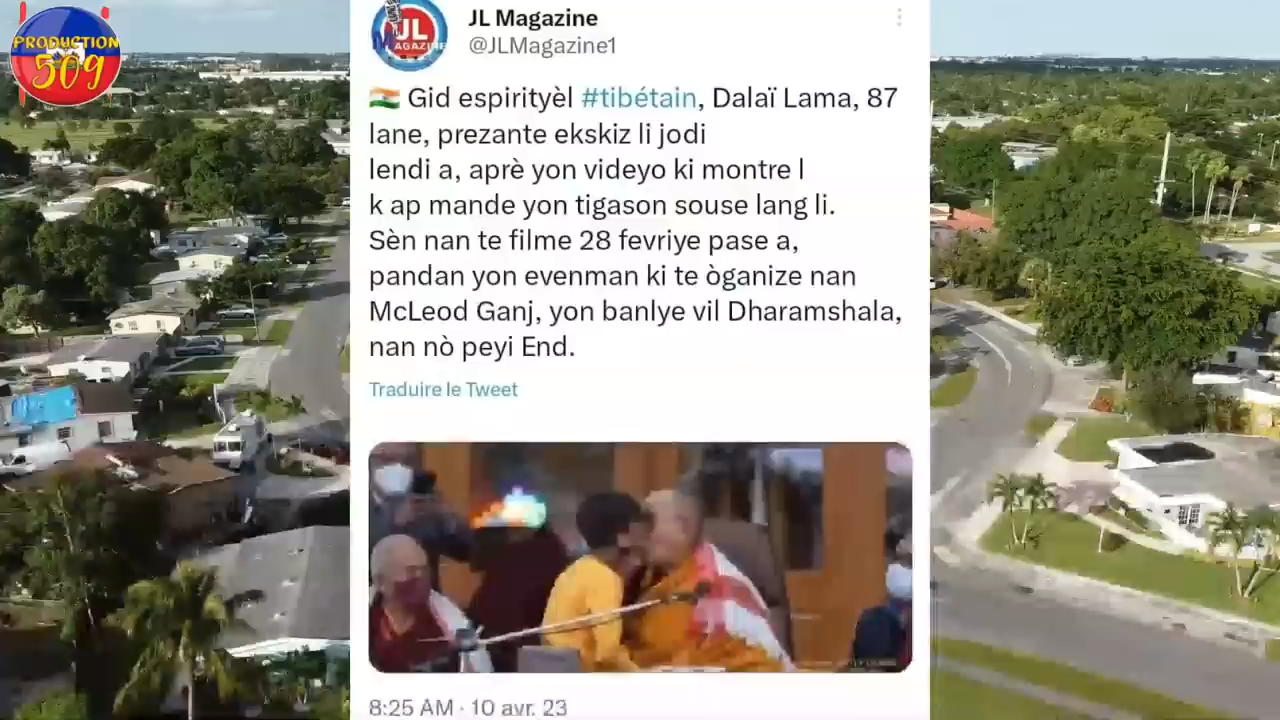 PRODUCTION
509
JL
MAGAZINE
JL Magazine
@JLMagazine1
🇮🇳 Gid espirityèl #tibétain, Dalaï Lama, 87
lane, prezante ekskiz li jodi
lendi a, aprè yon videyo ki montre l
k ap mande yon tigason souse lang li.
Sèn nan te filme 28 fevriye pase a,
pandan yon evenman ki te òganize nan
McLeod Ganj, yon banlye vil Dharamshala,
nan nò peyi End.
Traduire le Tweet
8:25 AM · 10 avr. 23